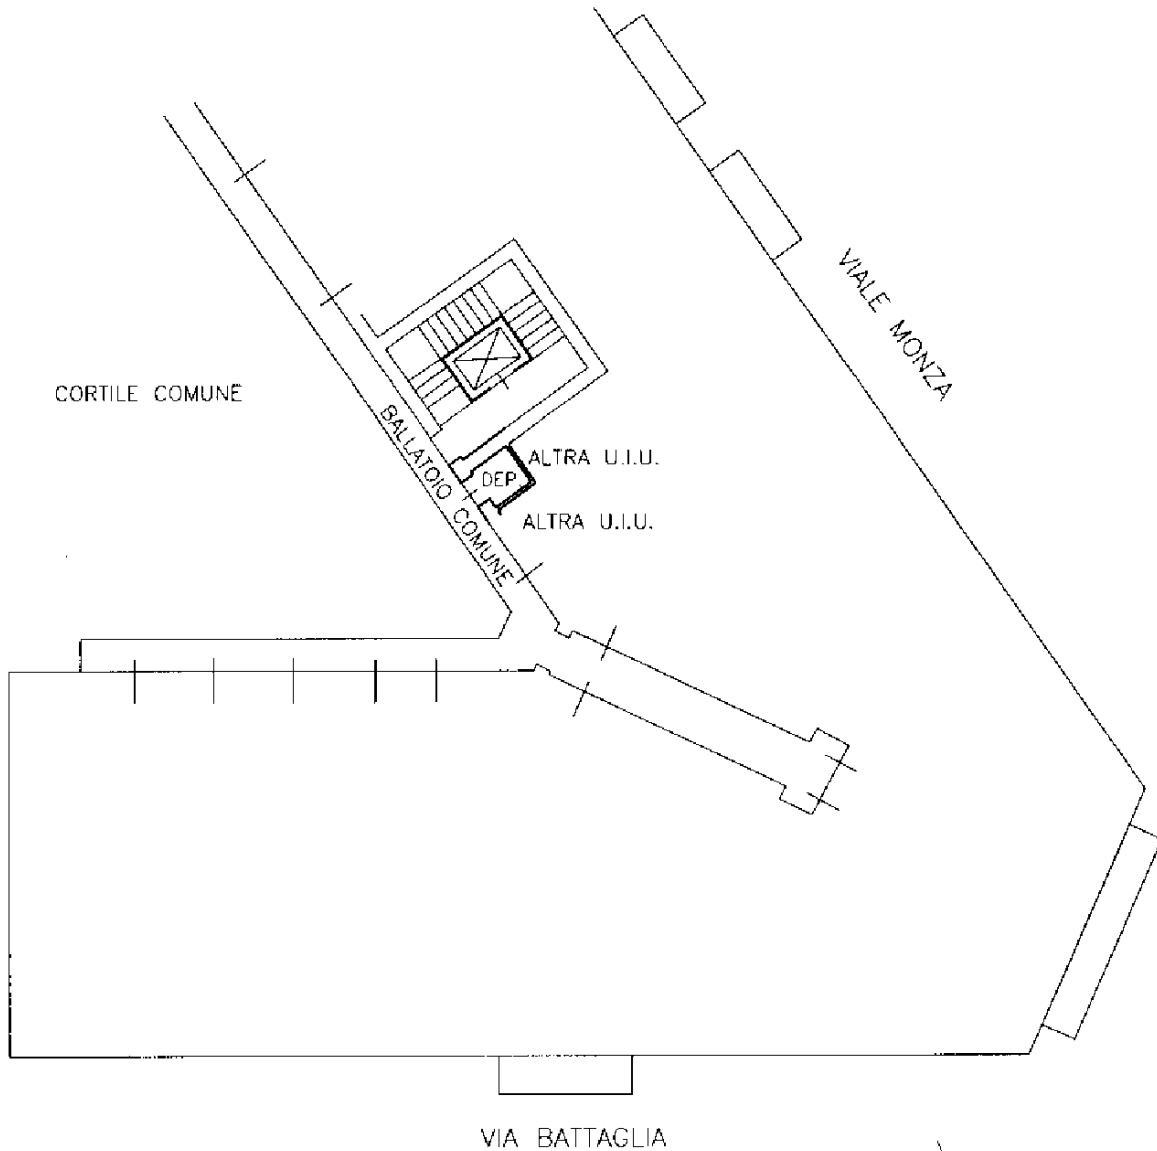 VIALE MONZA
CORTILE COMUNE
BALLATOIO COMUNE
ALTRA U.I.U.
DEP
ALTRA U.I.U.
VIA BATTAGLIA